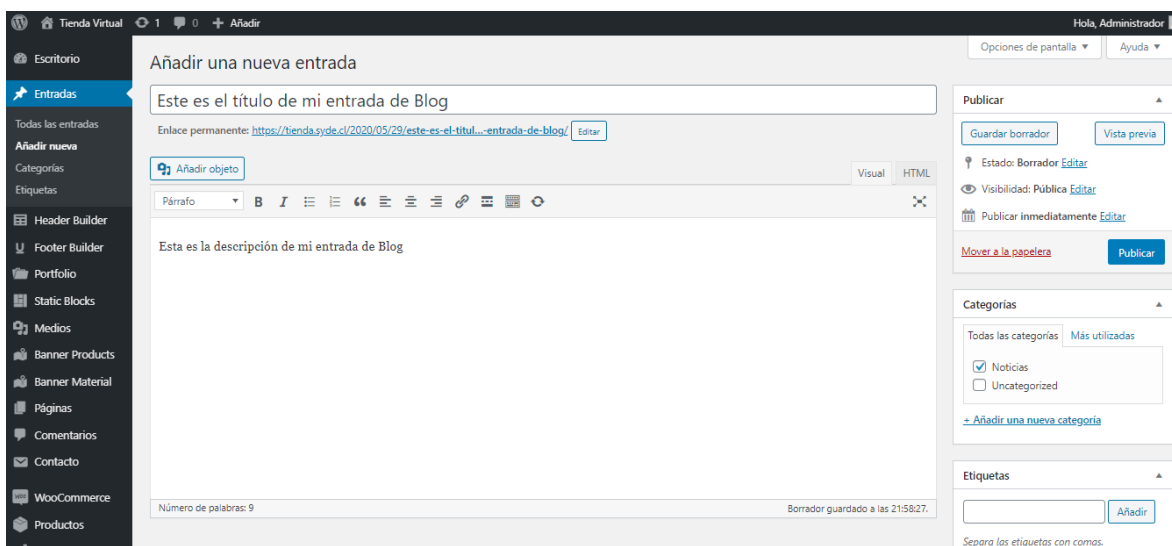 Tienda Virtual 1 0 + Añadir Hola, Administrador
Opciones de pantalla ▼ Ayuda ▼
Escritorio
Entradas
Todas las entradas
Añadir nueva
Categorías
Etiquetas
Header Builder
Footer Builder
Portfolio
Static Blocks
Medios
Banner Products
Banner Material
Páginas
Comentarios
Contacto
WooCommerce
Productos
Añadir una nueva entrada
Este es el título de mi entrada de Blog
Enlace permanente: https://tienda.syde.cl/2020/05/29/este-es-el-titul...-entrada-de-blog/ Editar
Añadir objeto
Visual HTML
Párrafo B I
Esta es la descripción de mi entrada de Blog
Número de palabras: 9 Borrador guardado a las 21:58:27.
Publicar
Guardar borrador Vista previa
Estado: Borrador Editar
Visibilidad: Pública Editar
Publicar inmediatamente Editar
Mover a la papelera Publicar
Categorías
Todas las categorías Más utilizadas
Noticias
Uncategorized
+ Añadir una nueva categoría
Etiquetas
Añadir
Separa las etiquetas con comas.